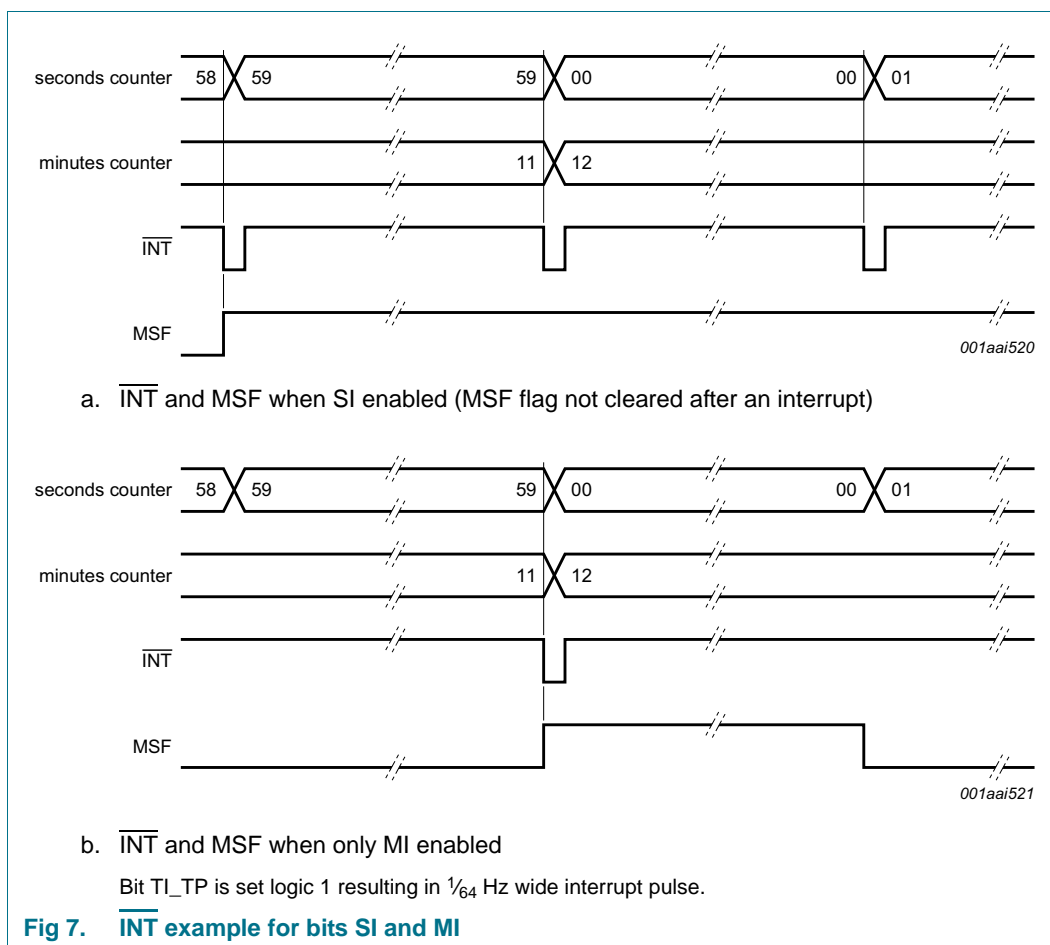 seconds counter 58 59 59 00 00 01
minutes counter 11 12
INT
MSF
001aai520
a. INT and MSF when SI enabled (MSF flag not cleared after an interrupt)
seconds counter 58 59 59 00 00 01
minutes counter 11 12
INT
MSF
001aai521
b. INT and MSF when only MI enabled
Bit TI_TP is set logic 1 resulting in 1⁄64 Hz wide interrupt pulse.
Fig 7. INT example for bits SI and MI